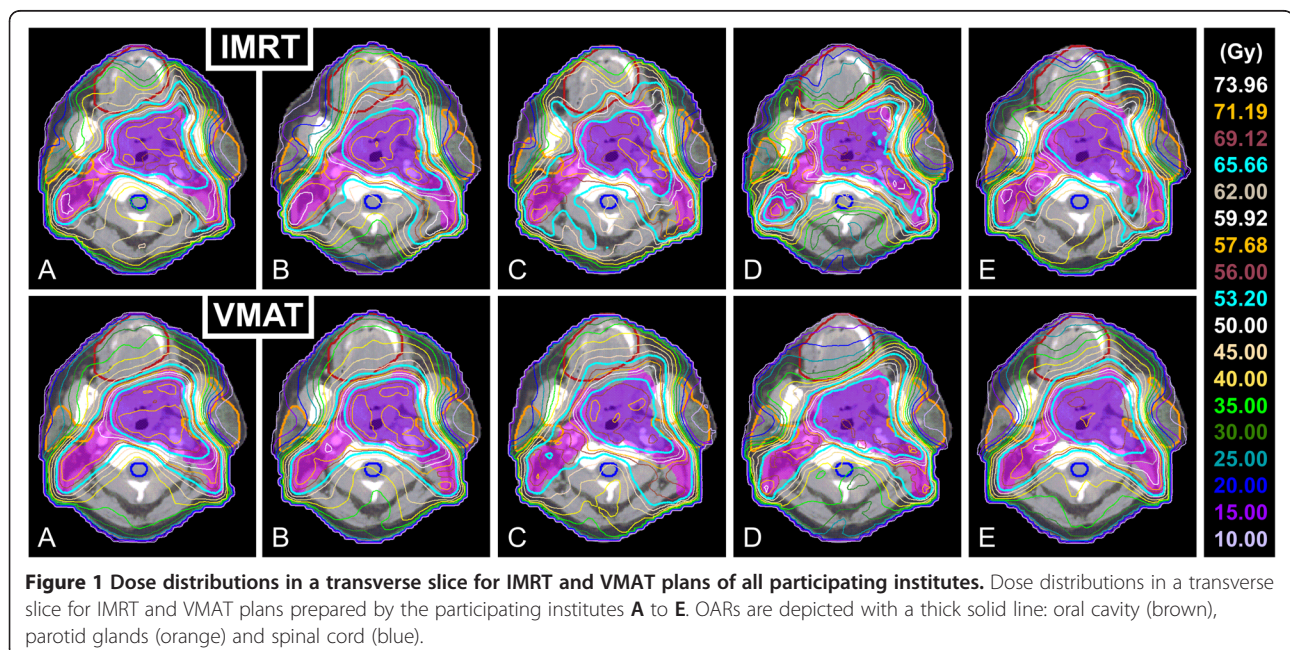 IMRT
A
B
C
D
E
VMAT
A
B
C
D
E
(Gy)
73.96
71.19
69.12
65.66
62.00
59.92
57.68
56.00
53.20
50.00
45.00
40.00
35.00
30.00
25.00
20.00
15.00
10.00
Figure 1 Dose distributions in a transverse slice for IMRT and VMAT plans of all participating institutes. Dose distributions in a transverse
slice for IMRT and VMAT plans prepared by the participating institutes A to E. OARs are depicted with a thick solid line: oral cavity (brown),
parotid glands (orange) and spinal cord (blue).